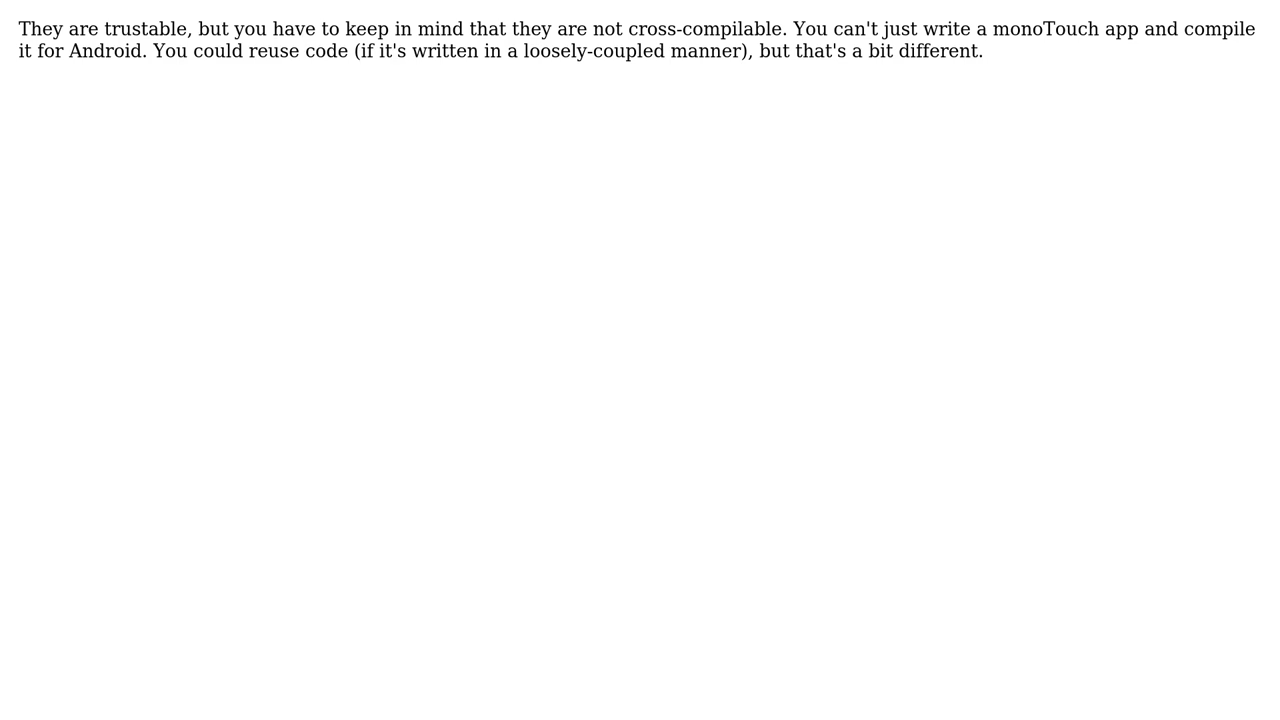 They are trustable, but you have to keep in mind that they are not cross-compilable. You can't just write a monoTouch app and compile
it for Android. You could reuse code (if it's written in a loosely-coupled manner), but that's a bit different.